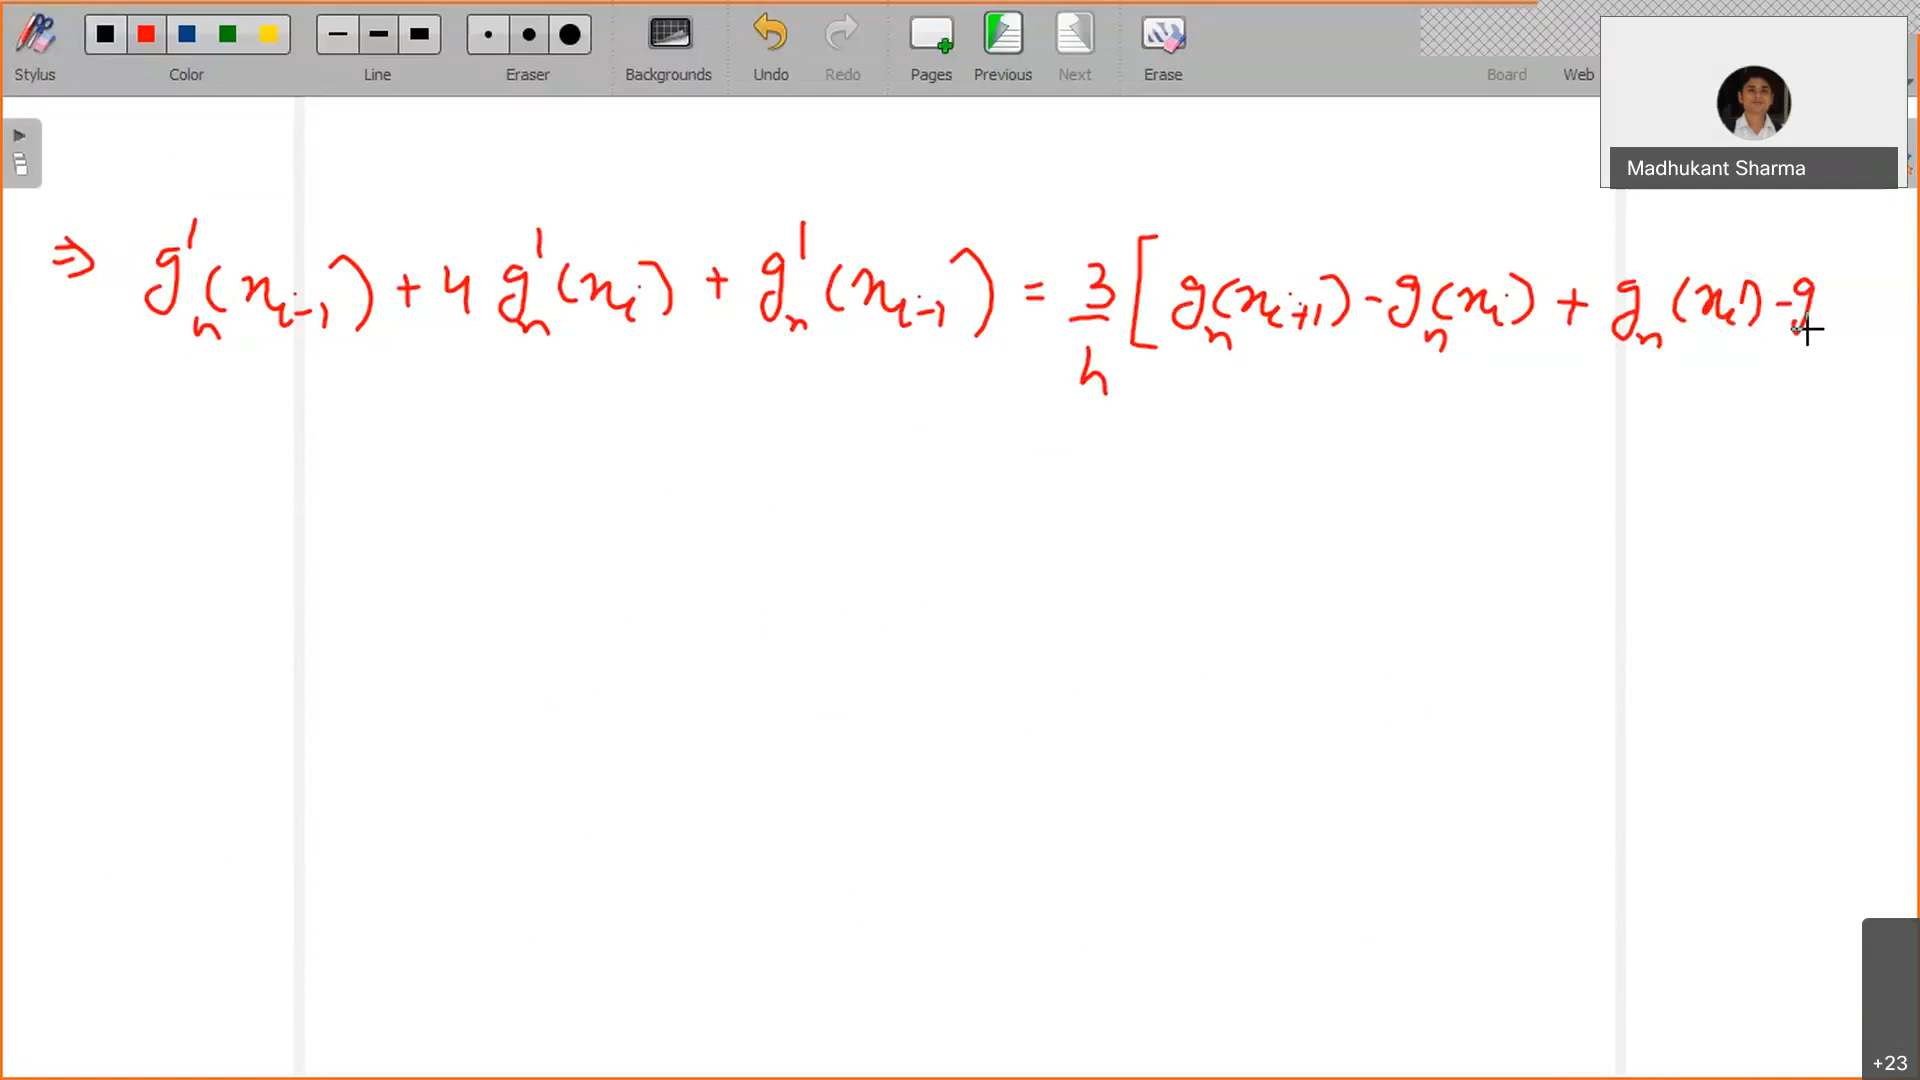 Stylus Color Line Eraser Backgrounds Undo Redo Pages Previous Next Erase Board Web
Madhukant Sharma
⇒ g'ₙ(xᵢ₋₁) + 4 g'ₙ(xᵢ) + g'ₙ(xᵢ₋₁) = 3/h [ gₙ(xᵢ₊₁) - gₙ(xᵢ) + gₙ(xᵢ) - g
+23